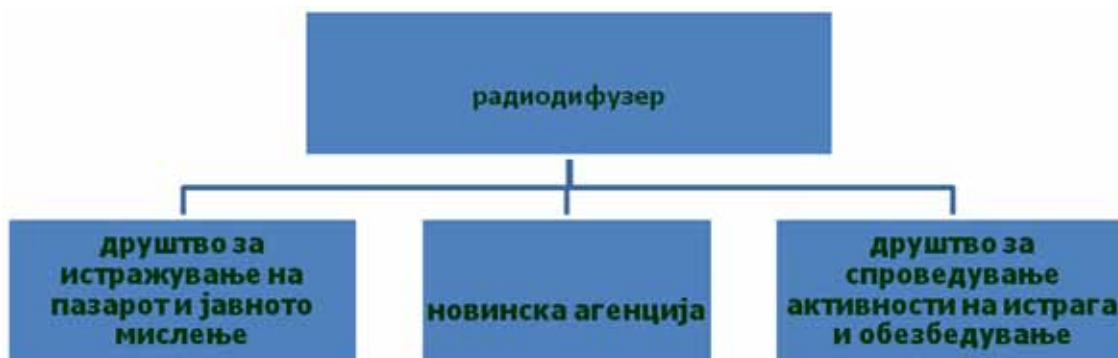 радиодифузер
друштво за
истражување на
пазарот и јавното
мислење
новинска агенција
друштво за
спроведување
активности на истрага
и обезбедување